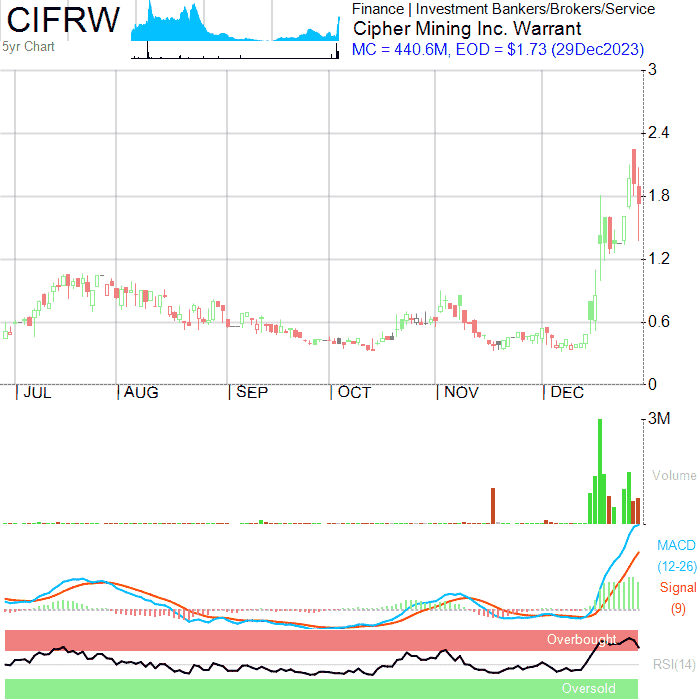 CIFRW
5yr Chart
Finance | Investment Bankers/Brokers/Service
Cipher Mining Inc. Warrant
MC = 440.6M, EOD = $1.73 (29Dec2023)
3
2.4
1.8
1.2
0.6
0
JUL
AUG
SEP
OCT
NOV
DEC
3M
Volume
MACD
(12-26)
Signal
(9)
Overbought
RSI(14)
Oversold